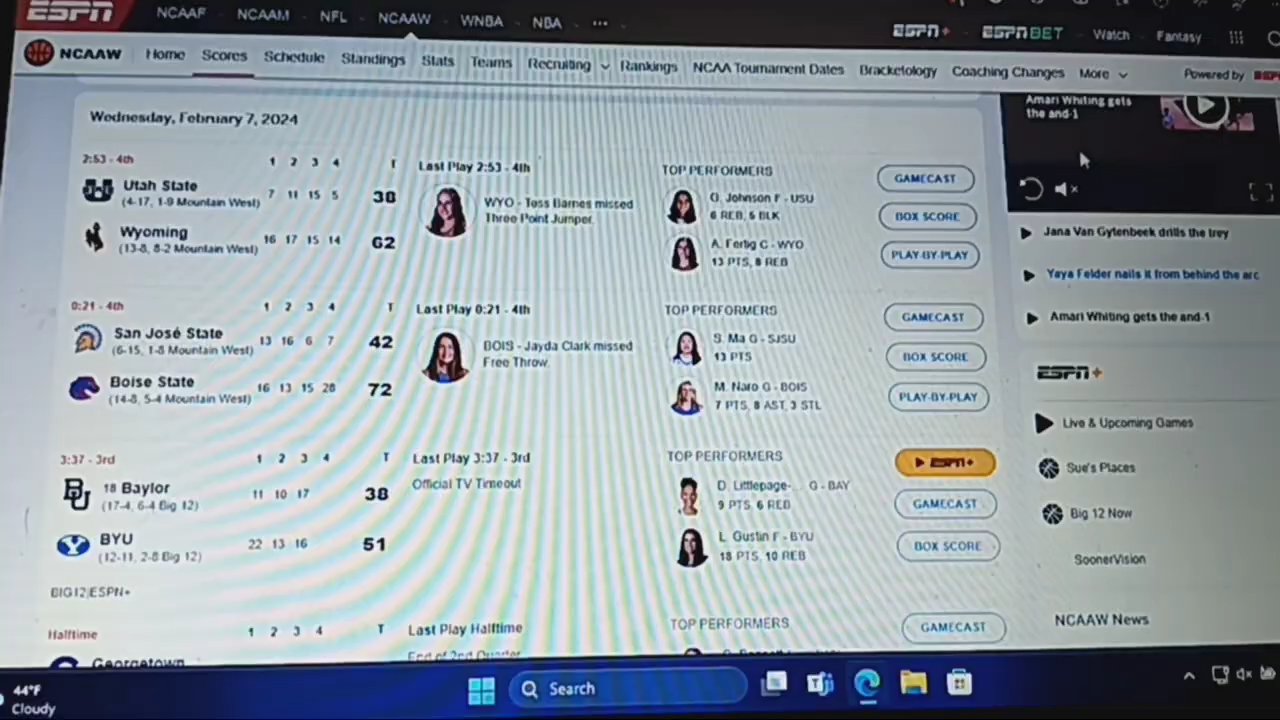 ESPN NCAAF NCAAM NFL NCAAW WNBA NBA ... ESPN+ ESPN BET Watch Fantasy
NCAAW Home Scores Schedule Standings Stats Teams Recruiting Rankings NCAA Tournament Dates Bracketology Coaching Changes More Powered by
Wednesday, February 7, 2024
2:53 - 4th 1 2 3 4 T Last Play 2:53 - 4th TOP PERFORMERS
Utah State
(4-17, 1-9 Mountain West) 7 11 15 5 38
Wyoming
(13-8, 8-2 Mountain West) 16 17 15 14 62
WYO - Tess Barnes missed
Three Point Jumper.
G. Johnson F - USU
6 REB, 5 BLK
A. Fertig C - WYO
13 PTS, 8 REB
GAMECAST
BOX SCORE
PLAY-BY-PLAY
0:21 - 4th 1 2 3 4 T Last Play 0:21 - 4th TOP PERFORMERS
San José State
(6-15, 1-8 Mountain West) 13 16 6 7 42
Boise State
(14-8, 5-4 Mountain West) 16 13 15 28 72
BOIS - Jayda Clark missed
Free Throw.
S. Ma G - SJSU
13 PTS
M. Naro G - BOIS
7 PTS, 8 AST, 3 STL
GAMECAST
BOX SCORE
PLAY-BY-PLAY
3:37 - 3rd 1 2 3 4 T Last Play 3:37 - 3rd TOP PERFORMERS
18 Baylor
(17-4, 6-4 Big 12) 11 10 17 38
BYU
(12-11, 2-8 Big 12) 22 13 16 51
Official TV Timeout
D. Littlepage-... G - BAY
9 PTS, 6 REB
L. Gustin F - BYU
18 PTS, 10 REB
ESPN+
GAMECAST
BOX SCORE
BIG12|ESPN+
Halftime 1 2 3 4 T Last Play Halftime TOP PERFORMERS
GAMECAST
Georgetown
End of 2nd Quarter
Amari Whiting gets
the and-1
Jana Van Gytenbeek drills the trey
Yaya Felder nails it from behind the arc
Amari Whiting gets the and-1
ESPN+
Live & Upcoming Games
Sue's Places
Big 12 Now
SoonerVision
NCAAW News
44°F
Cloudy
Search